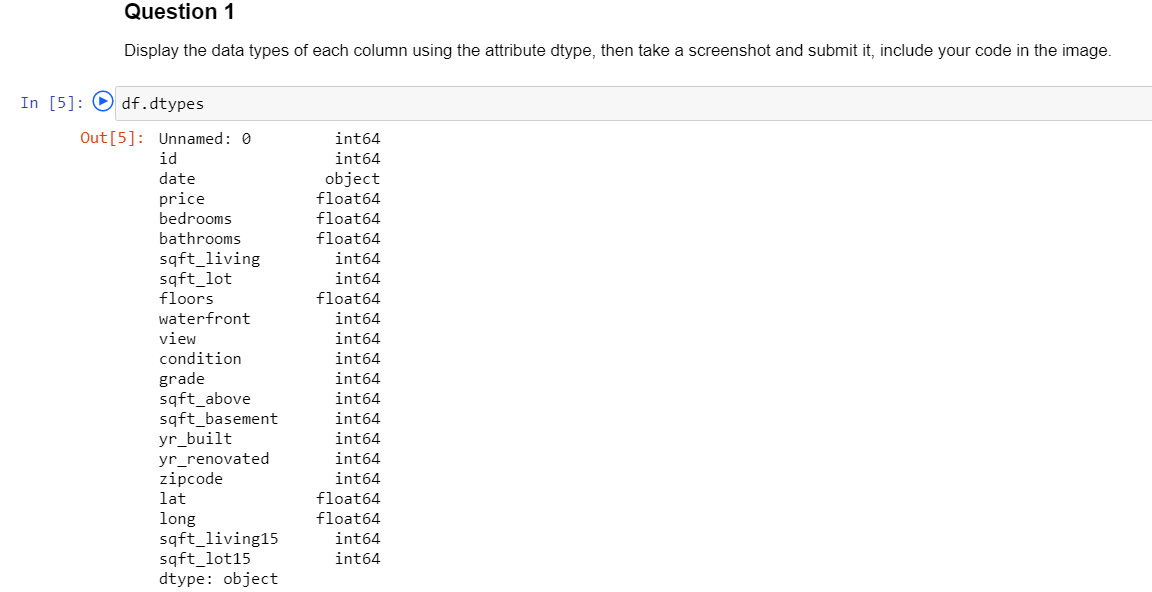 Question 1
Display the data types of each column using the attribute dtype, then take a screenshot and submit it, include your code in the image.
In [5]: df.dtypes
Out[5]: Unnamed: 0 int64
id int64
date object
price float64
bedrooms float64
bathrooms float64
sqft_living int64
sqft_lot int64
floors float64
waterfront int64
view int64
condition int64
grade int64
sqft_above int64
sqft_basement int64
yr_built int64
yr_renovated int64
zipcode int64
lat float64
long float64
sqft_living15 int64
sqft_lot15 int64
dtype: object